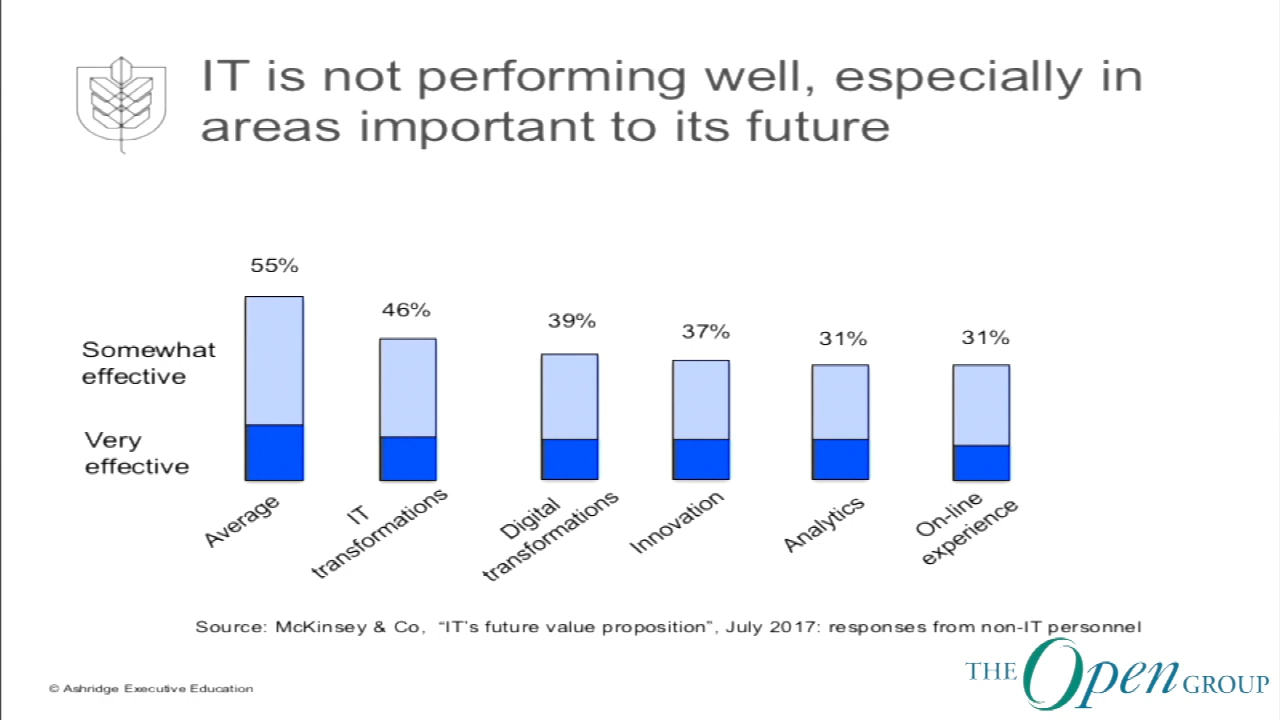 IT is not performing well, especially in
areas important to its future
55%
46%
39%
37%
31%
31%
Somewhat
effective
Very
effective
Average
IT
transformations
Digital
transformations
Innovation
Analytics
On-line
experience
Source: McKinsey & Co, “IT’s future value proposition”, July 2017: responses from non-IT personnel
© Ashridge Executive Education
THE Open GROUP